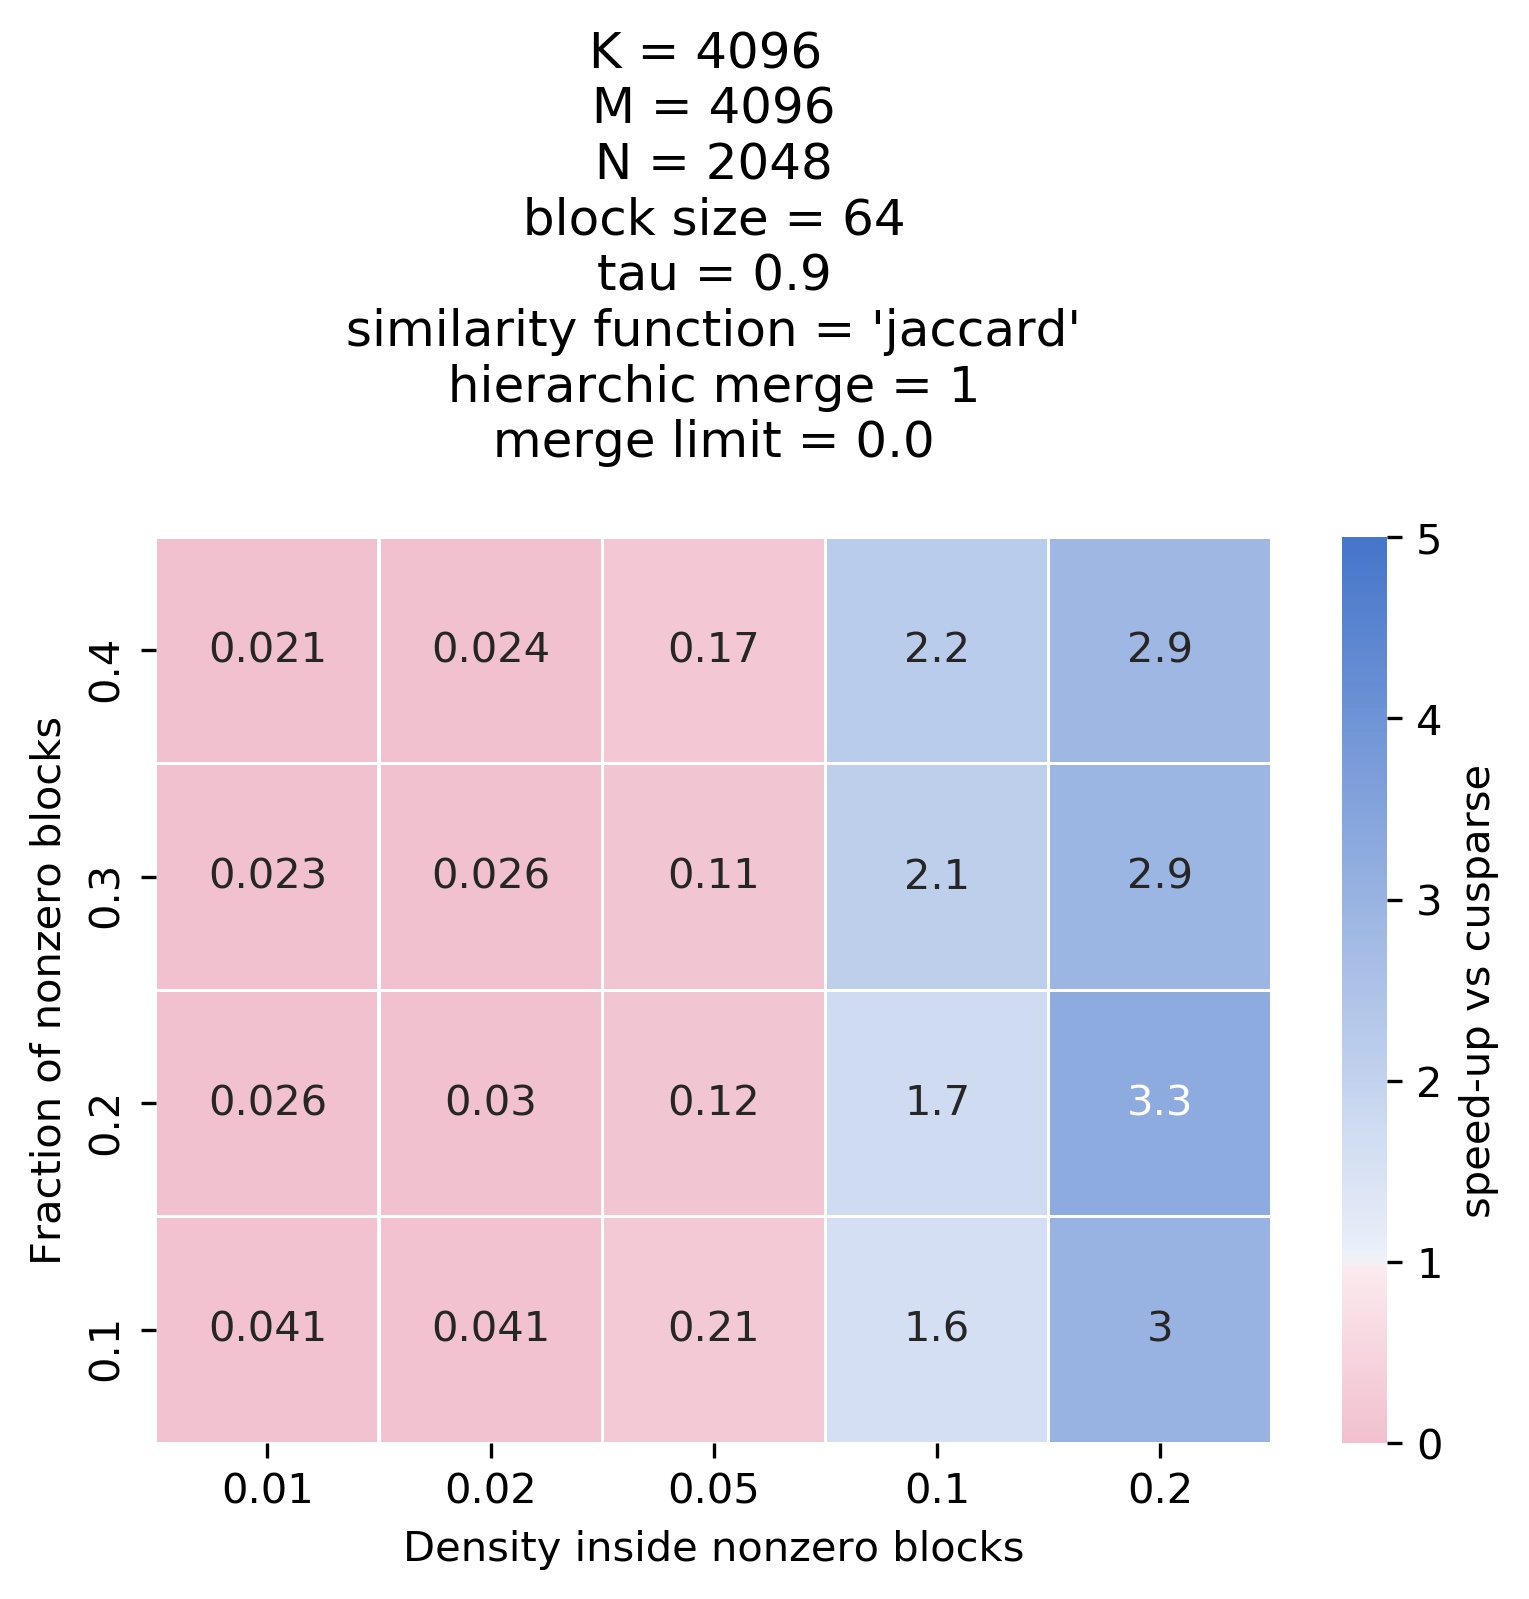 K = 4096
M = 4096
N = 2048
block size = 64
tau = 0.9
similarity function = 'jaccard'
hierarchic merge = 1
merge limit = 0.0
Fraction of nonzero blocks
0.4 0.021 0.024 0.17 2.2 2.9
0.3 0.023 0.026 0.11 2.1 2.9
0.2 0.026 0.03 0.12 1.7 3.3
0.1 0.041 0.041 0.21 1.6 3
0.01 0.02 0.05 0.1 0.2
Density inside nonzero blocks
5
4
3
2
1
0
speed-up vs cusparse